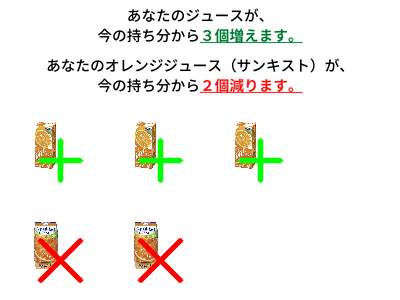 あなたのジュースが、
今の持ち分から３個増えます。
あなたのオレンジジュース（サンキスト）が、
今の持ち分から２個減ります。